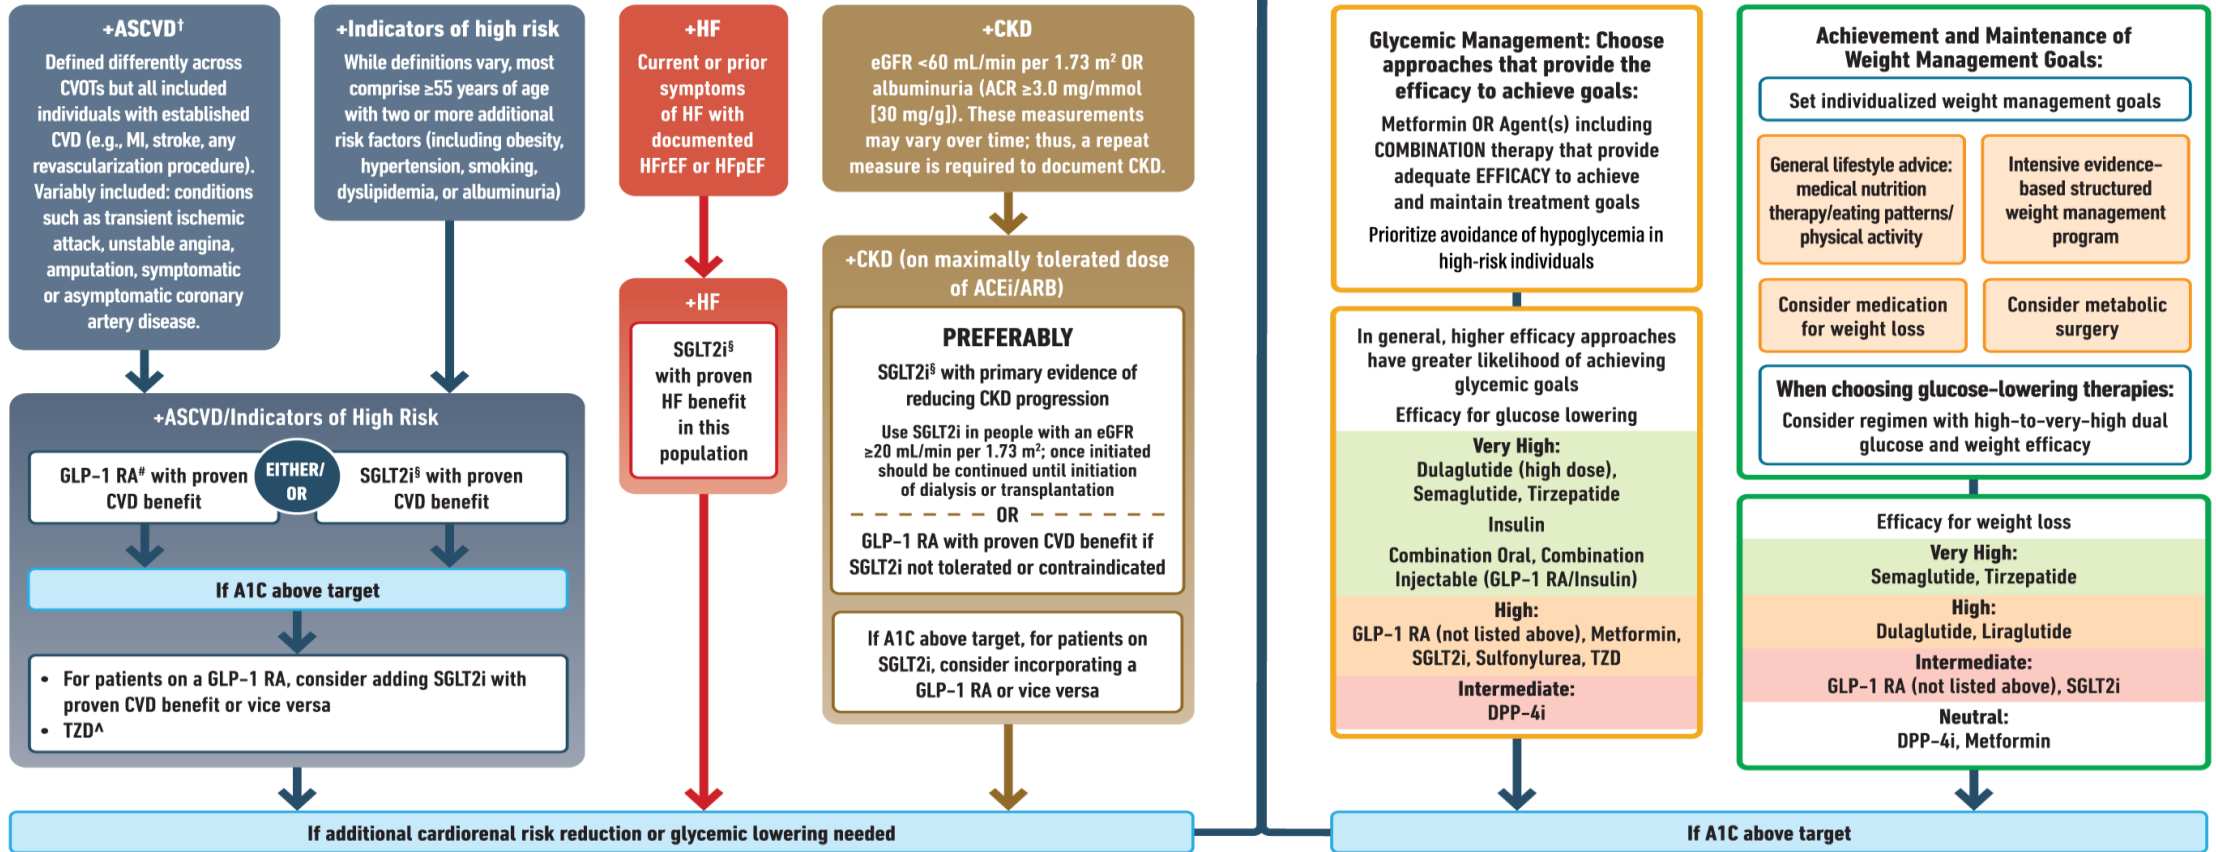 +ASCVD†
Defined differently across
CVOTs but all included
individuals with established
CVD (e.g., MI, stroke, any
revascularization procedure).
Variably included: conditions
such as transient ischemic
attack, unstable angina,
amputation, symptomatic
or asymptomatic coronary
artery disease.
+Indicators of high risk
While definitions vary, most
comprise ≥55 years of age
with two or more additional
risk factors (including obesity,
hypertension, smoking,
dyslipidemia, or albuminuria)
+ASCVD/Indicators of High Risk
GLP-1 RA# with proven
CVD benefit
EITHER/
OR
SGLT2i§ with proven
CVD benefit
If A1C above target
• For patients on a GLP-1 RA, consider adding SGLT2i with
proven CVD benefit or vice versa
• TZD^
+HF
Current or prior
symptoms
of HF with
documented
HFrEF or HFpEF
+HF
SGLT2i§
with proven
HF benefit
in this
population
+CKD
eGFR <60 mL/min per 1.73 m² OR
albuminuria (ACR ≥3.0 mg/mmol
[30 mg/g]). These measurements
may vary over time; thus, a repeat
measure is required to document CKD.
+CKD (on maximally tolerated dose
of ACEi/ARB)
PREFERABLY
SGLT2i§ with primary evidence of
reducing CKD progression
Use SGLT2i in people with an eGFR
≥20 mL/min per 1.73 m²; once initiated
should be continued until initiation
of dialysis or transplantation
OR
GLP-1 RA with proven CVD benefit if
SGLT2i not tolerated or contraindicated
If A1C above target, for patients on
SGLT2i, consider incorporating a
GLP-1 RA or vice versa
If additional cardiorenal risk reduction or glycemic lowering needed
Glycemic Management: Choose
approaches that provide the
efficacy to achieve goals:
Metformin OR Agent(s) including
COMBINATION therapy that provide
adequate EFFICACY to achieve
and maintain treatment goals
Prioritize avoidance of hypoglycemia in
high-risk individuals
In general, higher efficacy approaches
have greater likelihood of achieving
glycemic goals
Efficacy for glucose lowering
Very High:
Dulaglutide (high dose),
Semaglutide, Tirzepatide
Insulin
Combination Oral, Combination
Injectable (GLP-1 RA/Insulin)
High:
GLP-1 RA (not listed above), Metformin,
SGLT2i, Sulfonylurea, TZD
Intermediate:
DPP-4i
Achievement and Maintenance of
Weight Management Goals:
Set individualized weight management goals
General lifestyle advice:
medical nutrition
therapy/eating patterns/
physical activity
Intensive evidence-
based structured
weight management
program
Consider medication
for weight loss
Consider metabolic
surgery
When choosing glucose-lowering therapies:
Consider regimen with high-to-very-high dual
glucose and weight efficacy
Efficacy for weight loss
Very High:
Semaglutide, Tirzepatide
High:
Dulaglutide, Liraglutide
Intermediate:
GLP-1 RA (not listed above), SGLT2i
Neutral:
DPP-4i, Metformin
If A1C above target